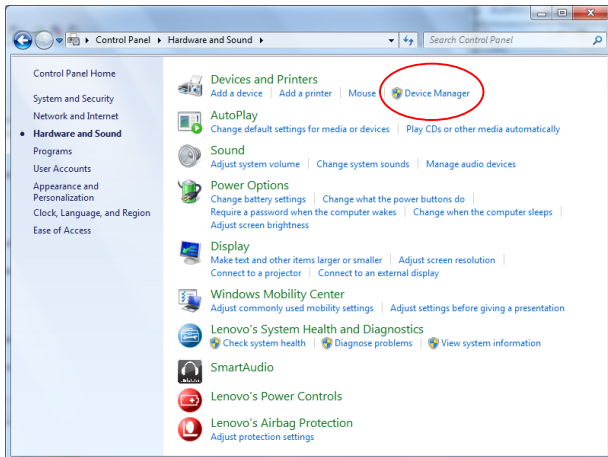 Control Panel Hardware and Sound Search Control Panel
Control Panel Home
System and Security
Network and Internet
Hardware and Sound
Programs
User Accounts
Appearance and
Personalization
Clock, Language, and Region
Ease of Access
Devices and Printers
Add a device Add a printer Mouse Device Manager
AutoPlay
Change default settings for media or devices Play CDs or other media automatically
Sound
Adjust system volume Change system sounds Manage audio devices
Power Options
Change battery settings Change what the power buttons do
Require a password when the computer wakes Change when the computer sleeps
Adjust screen brightness
Display
Make text and other items larger or smaller Adjust screen resolution
Connect to a projector Connect to an external display
Windows Mobility Center
Adjust commonly used mobility settings Adjust settings before giving a presentation
Lenovo's System Health and Diagnostics
Check system health Diagnose problems View system information
SmartAudio
Lenovo's Power Controls
Lenovo's Airbag Protection
Adjust protection settings